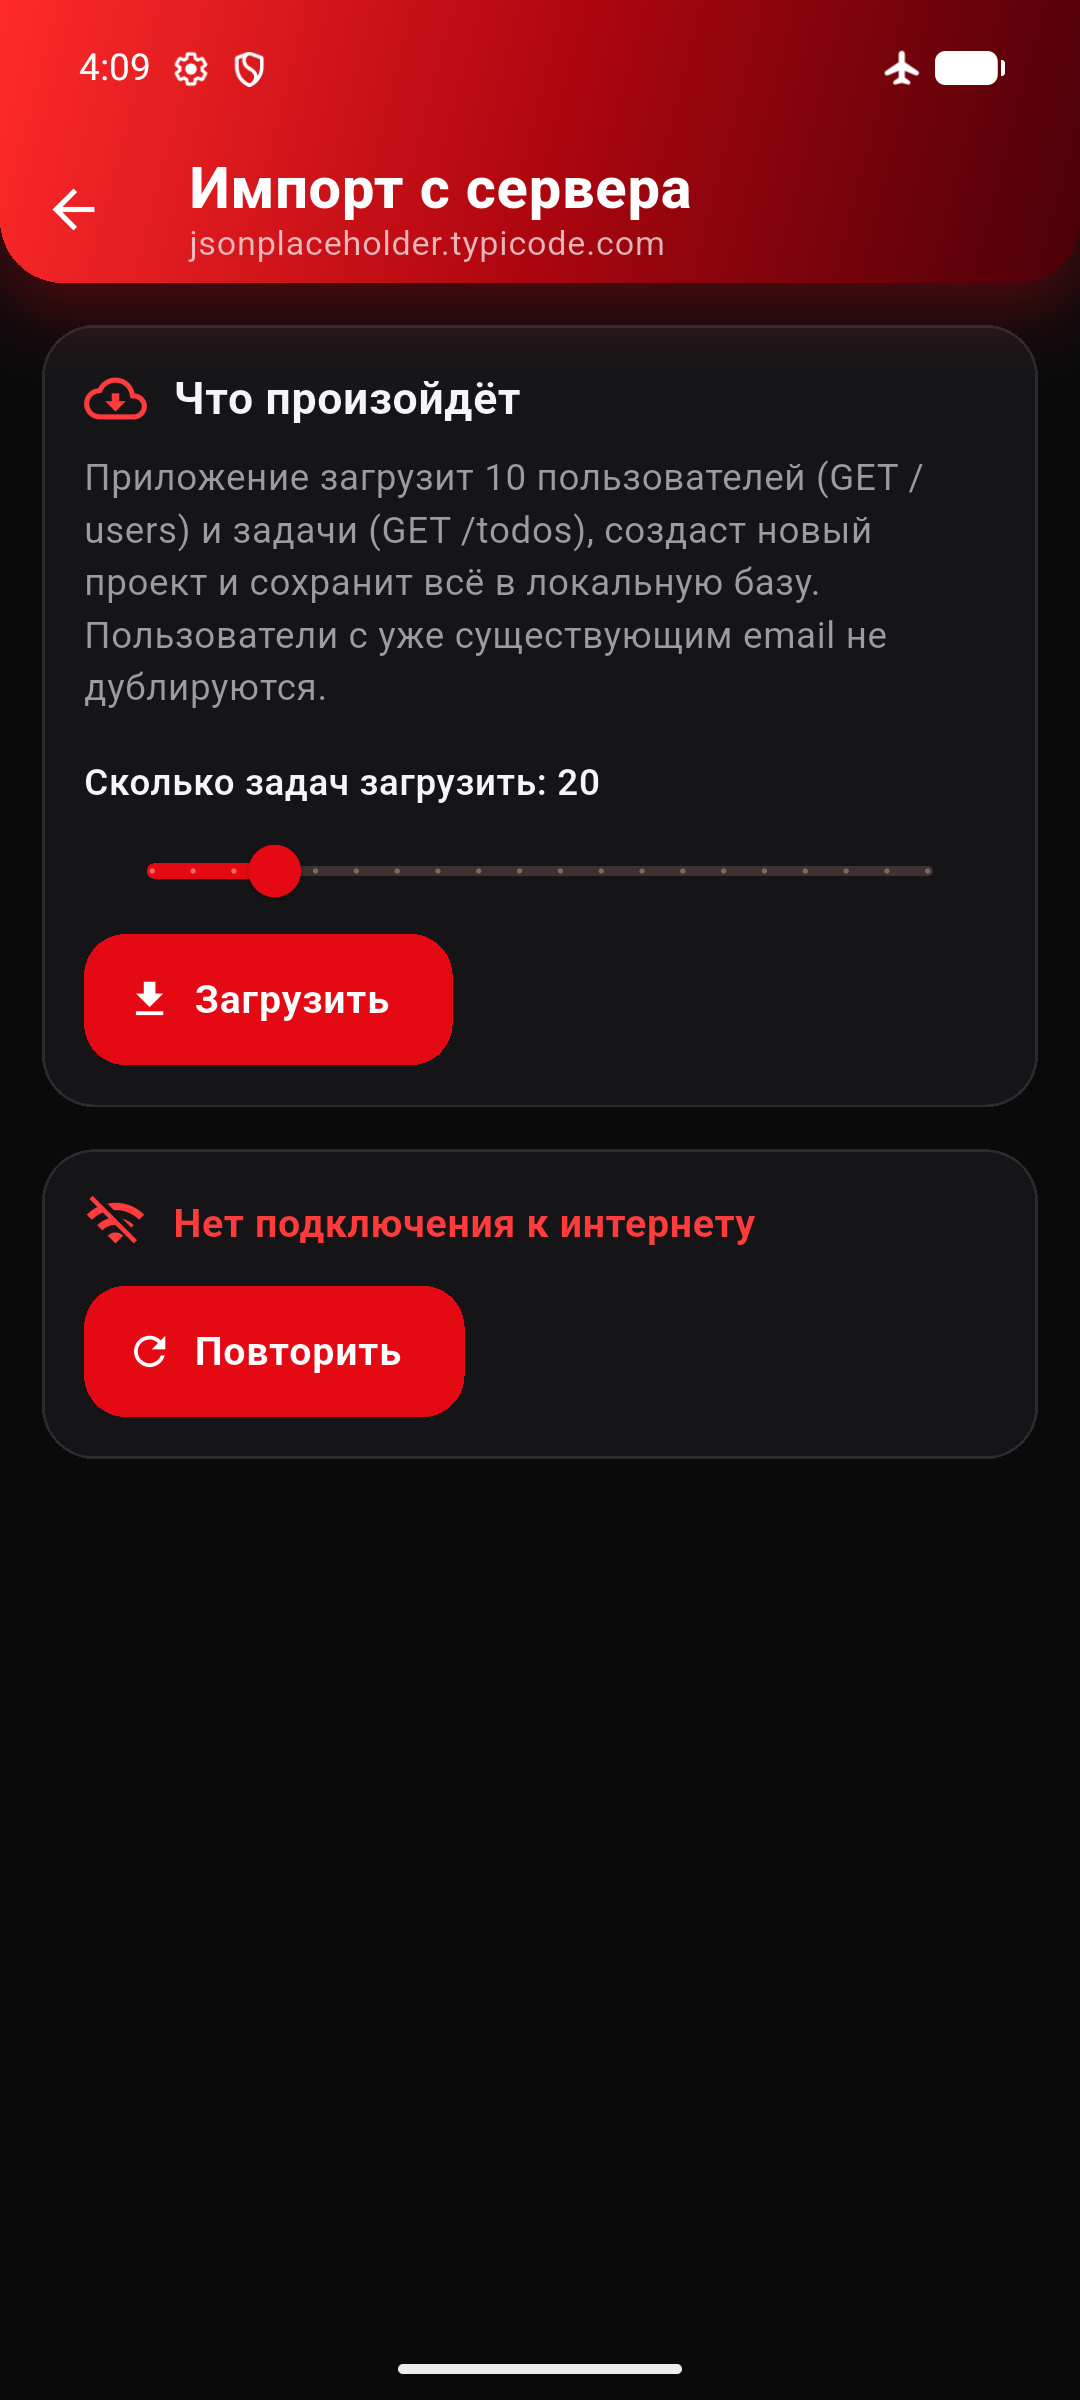 4:09
Импорт с сервера
jsonplaceholder.typicode.com
Что произойдёт
Приложение загрузит 10 пользователей (GET /
users) и задачи (GET /todos), создаст новый
проект и сохранит всё в локальную базу.
Пользователи с уже существующим email не
дублируются.
Сколько задач загрузить: 20
Загрузить
Нет подключения к интернету
Повторить